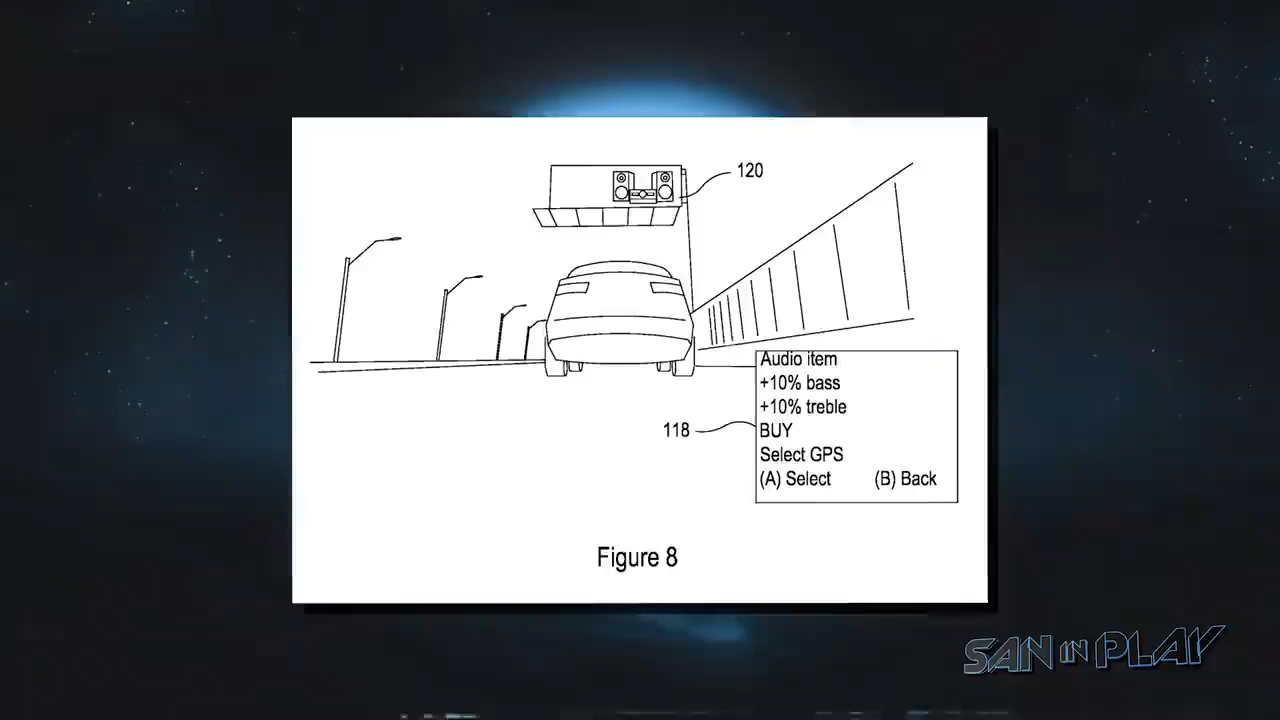 120
Audio item
+10% bass
+10% treble
118
BUY
Select GPS
(A) Select (B) Back
Figure 8
SAN IN PLAY